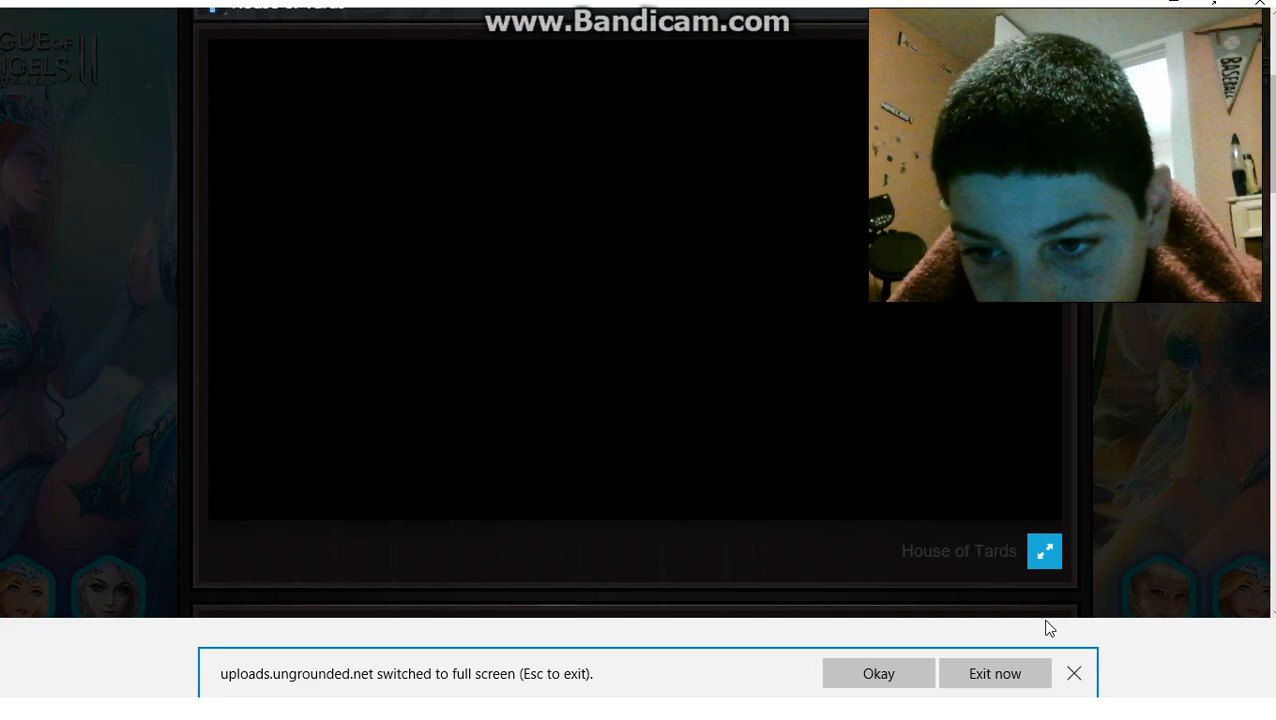 www.Bandicam.com
BASEBALL
House of Tards
uploads.ungrounded.net switched to full screen (Esc to exit).
Okay
Exit now